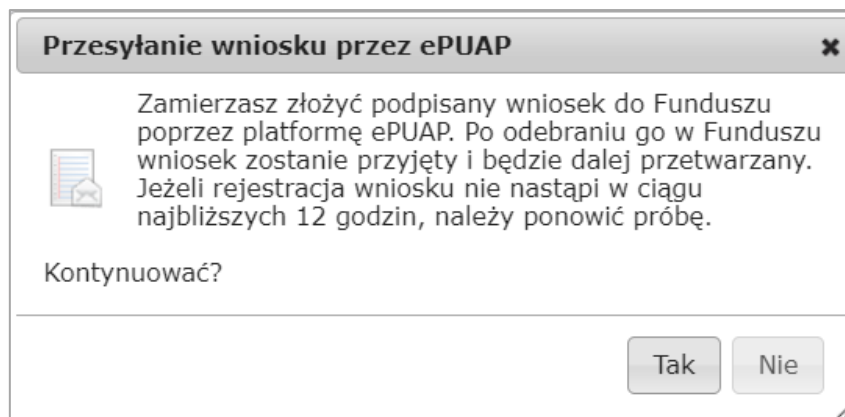 Przesyłanie wniosku przez ePUAP
Zamierzasz złożyć podpisany wniosek do Funduszu
poprzez platformę ePUAP. Po odebraniu go w Funduszu
wniosek zostanie przyjęty i będzie dalej przetwarzany.
Jeżeli rejestracja wniosku nie nastąpi w ciągu
najbliższych 12 godzin, należy ponowić próbę.
Kontynuować?
Tak Nie